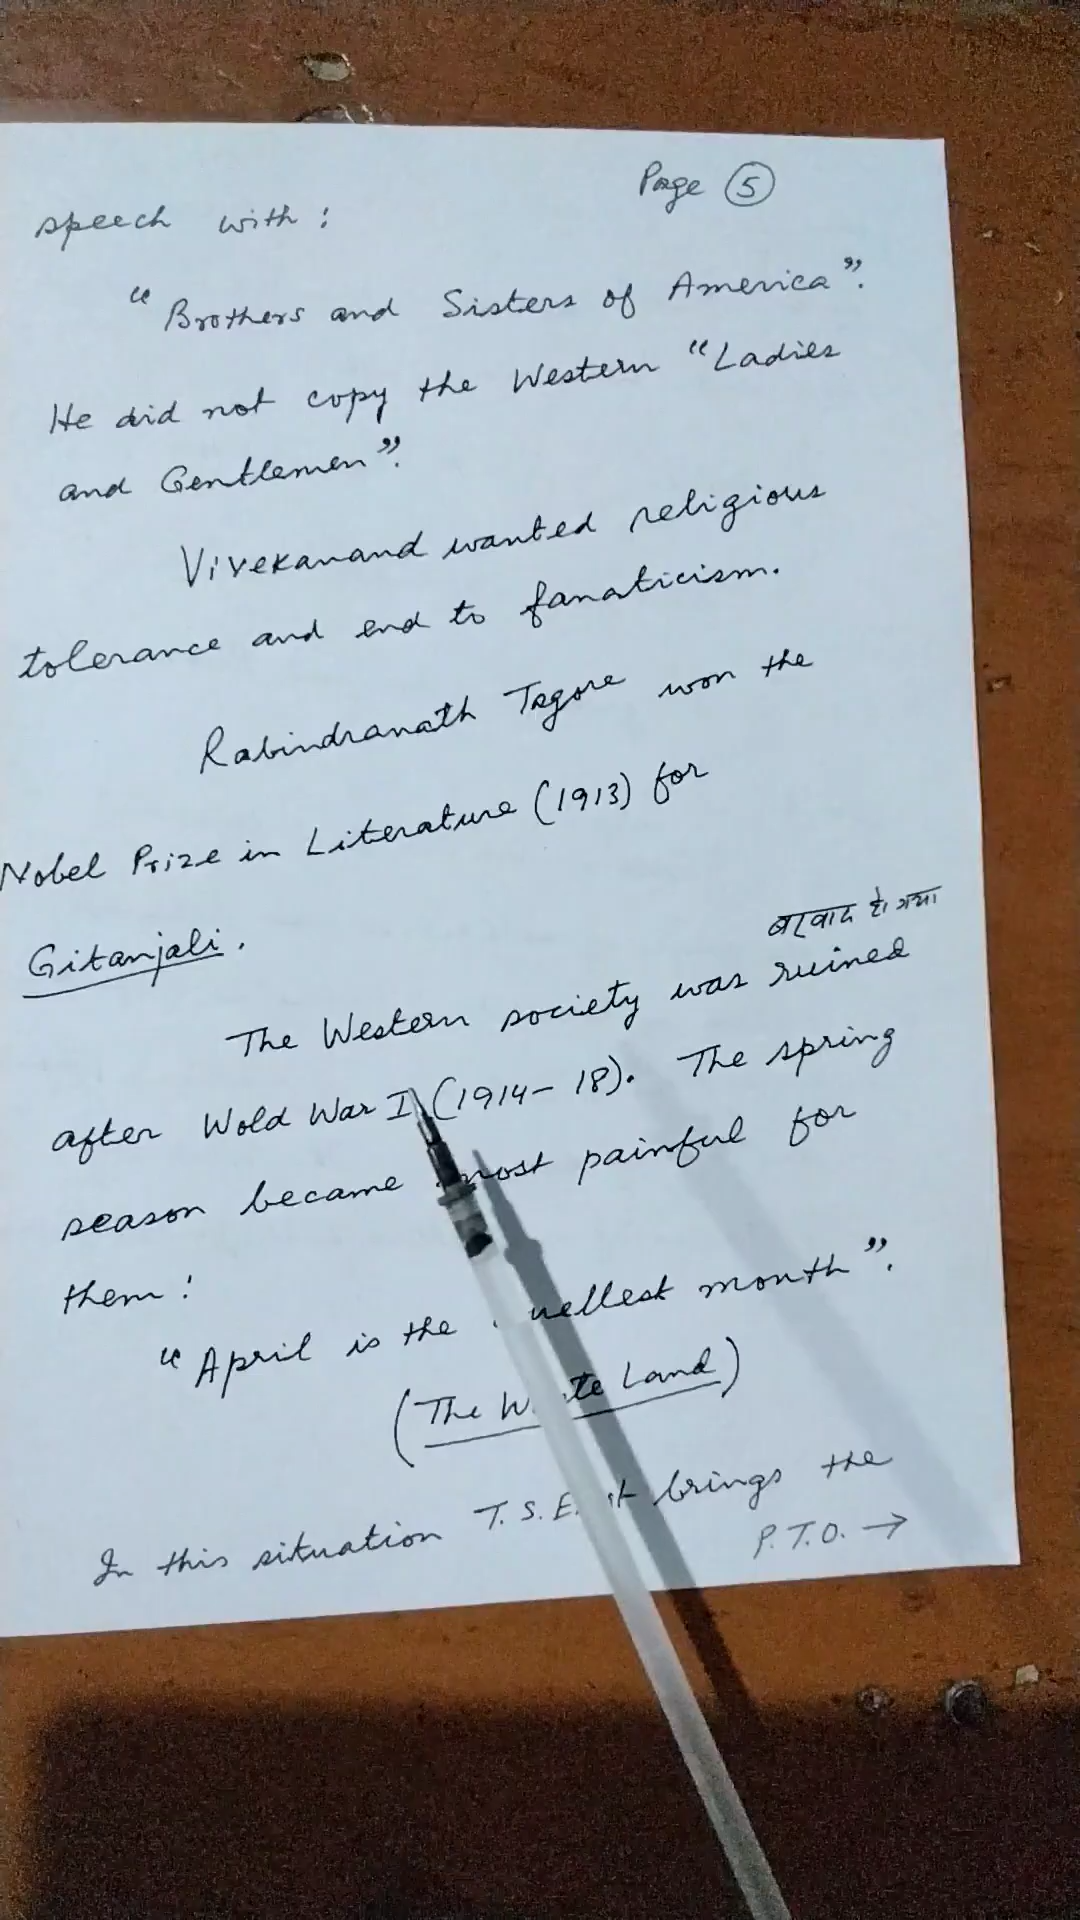 Page 5
speech with :
"Brothers and Sisters of America".
He did not copy the Western "Ladies
and Gentlemen".
Vivekanand wanted religious
tolerance and end to fanaticism.
Rabindranath Tagore won the
Nobel Prize in Literature (1913) for
Gitanjali.
बरबाद हो गया
The Western society was ruined
after Wold War I (1914-18). The spring
season became most painful for
them :
"April is the month".
(The Land)
In this situation T. S. brings the
P.T.O. →